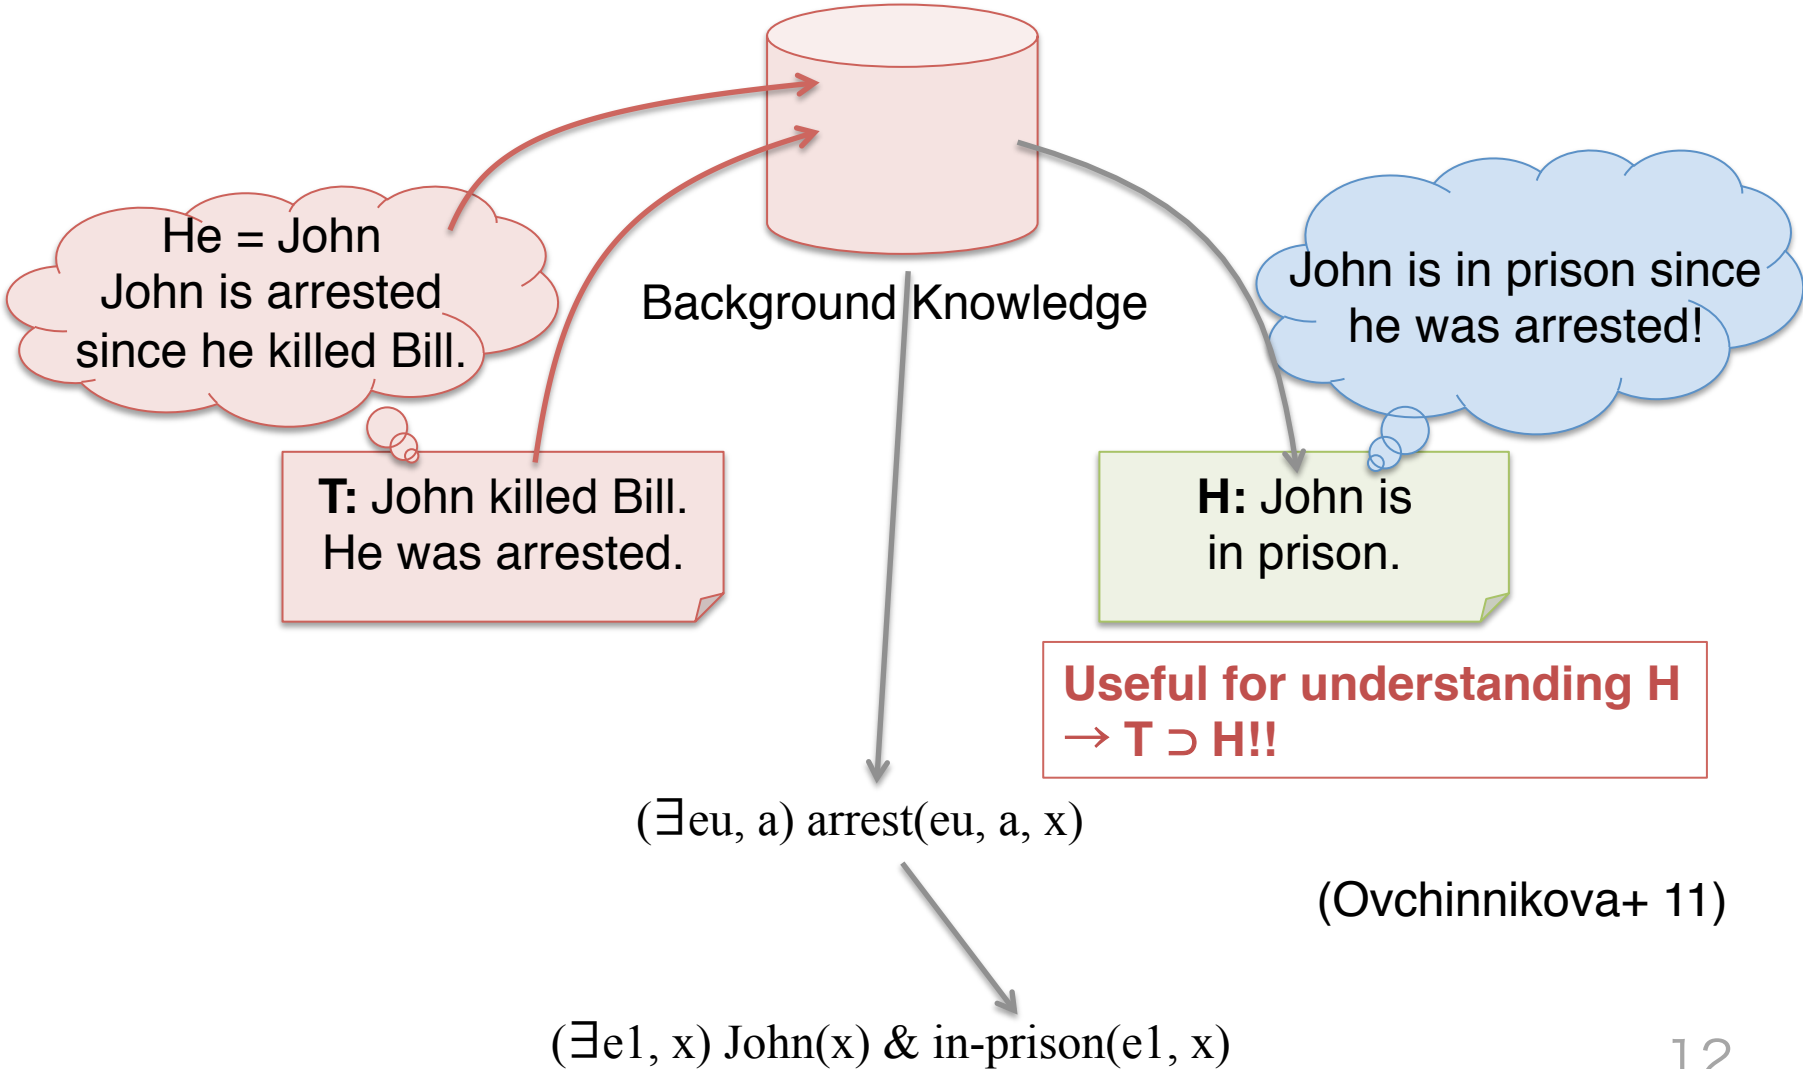 He = John
John is arrested
since he killed Bill.
Background Knowledge
John is in prison since
he was arrested!
T: John killed Bill.
He was arrested.
H: John is
in prison.
Useful for understanding H
→ T ⊃ H!!
(∃eu, a) arrest(eu, a, x)
(Ovchinnikova+ 11)
(∃e1, x) John(x) & in-prison(e1, x)
12